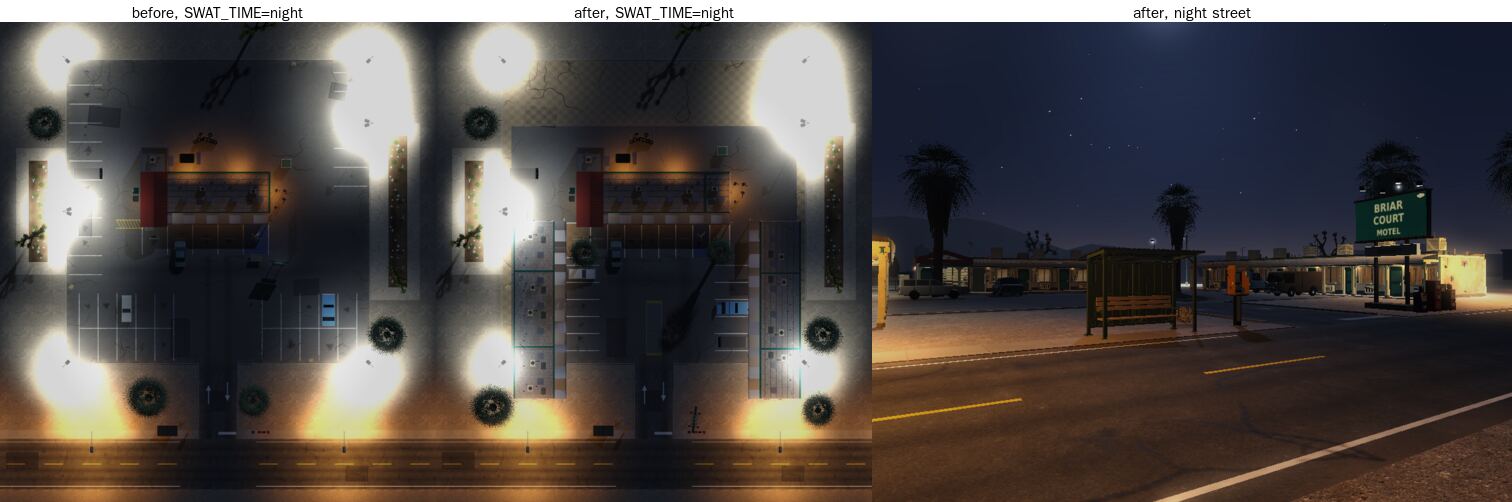 before, SWAT_TIME=night
after, SWAT_TIME=night
after, night street
BRIAR
COURT
MOTEL